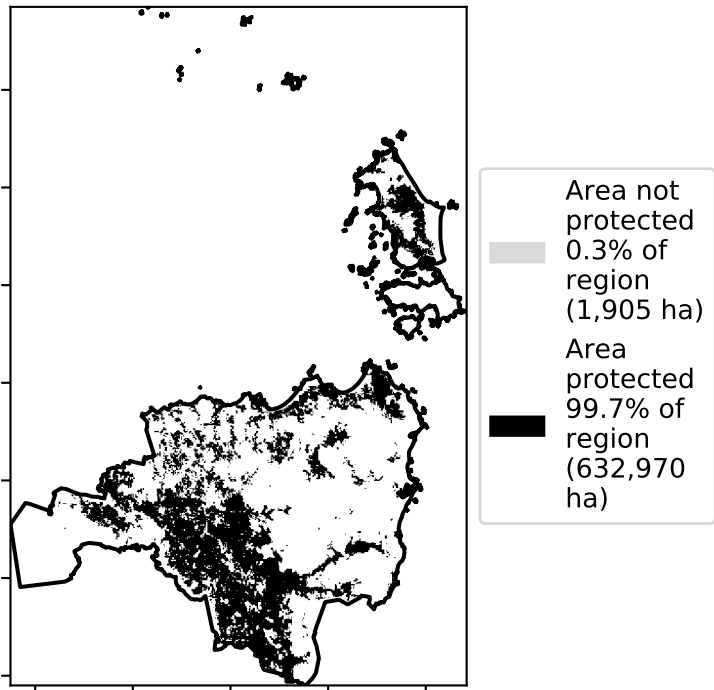 Area not
protected
0.3% of
region
(1,905 ha)
Area
protected
99.7% of
region
(632,970
ha)